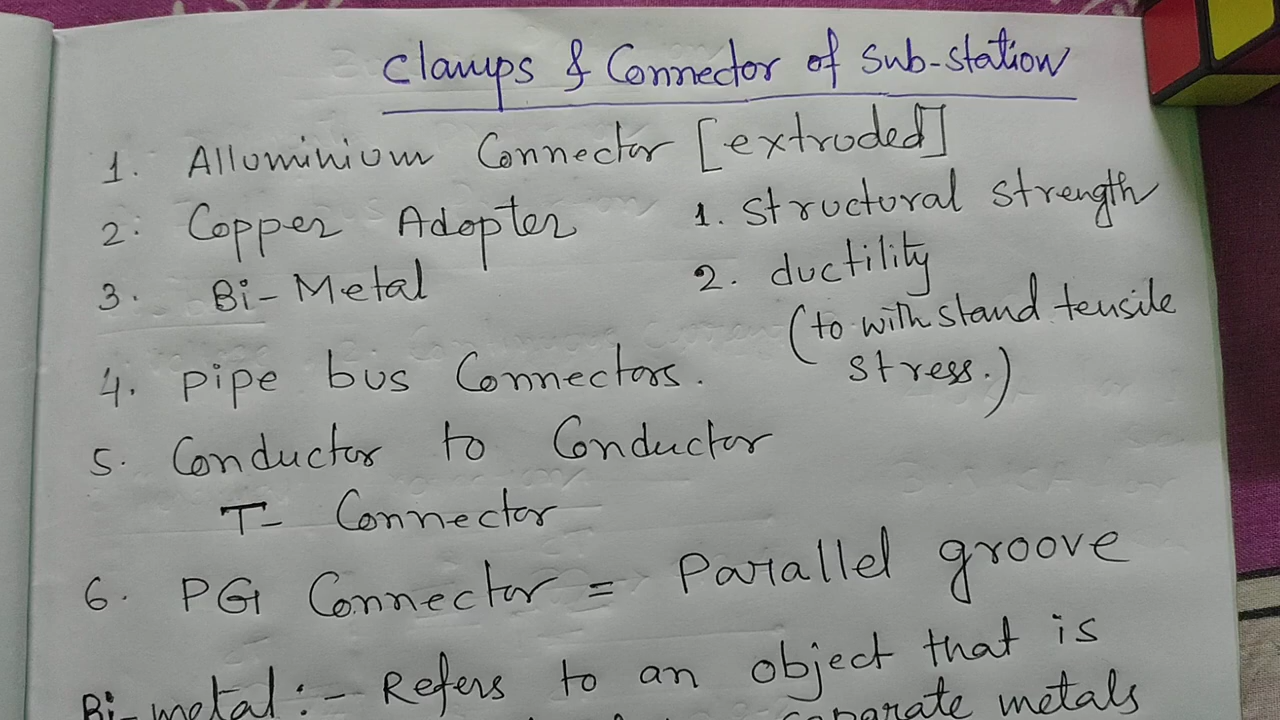 Clamps & Connector of Sub-station
1. Alluminium Connector [extruded]
2. Copper Adopter
1. structural strength
3. Bi-Metal
2. ductility
(to withstand tensile
stress.)
4. pipe bus Connectors.
5. Conductor to Conductor
T- Connector
6. PG Connector = Parallel groove
Bi-metal :- Refers to an object that is
separate metals